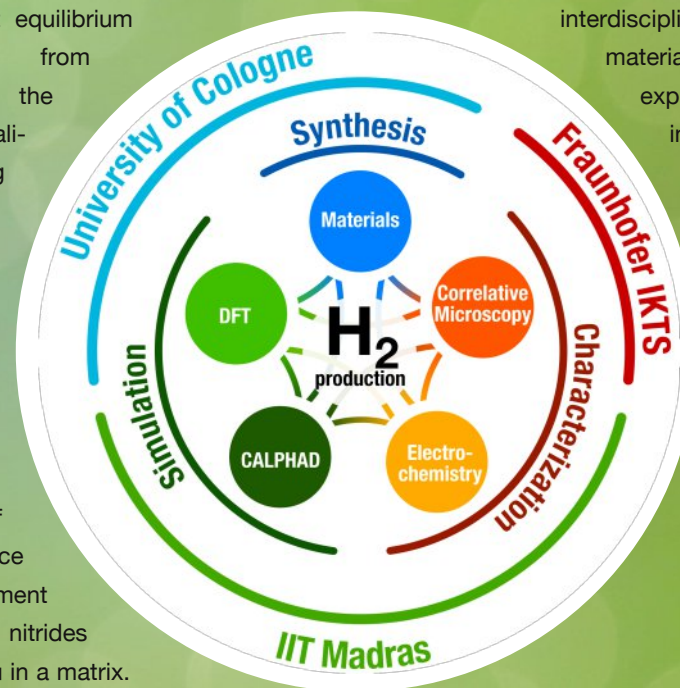 equilibrium
from
the
ali-
interdiscipli
materia
exp
University of Cologne
Fraunhofer IKTS
IIT Madras
Synthesis
Characterization
Simulation
Materials
Correlative
Microscopy
Electro-
chemistry
CALPHAD
DFT
H₂
production
ment
nitrides
in a matrix.